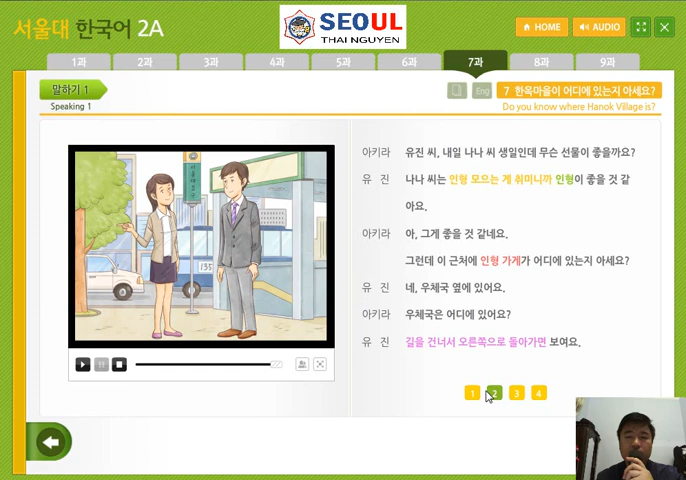 서울대 한국어 2A
SEOUL
THAI NGUYEN
HOME
AUDIO
1과
2과
3과
4과
5과
6과
7과
8과
9과
말하기 1
Speaking 1
Eng
7 한옥마을이 어디에 있는지 아세요?
Do you know where Hanok Village is?
아키라 유진 씨, 내일 나나 씨 생일인데 무슨 선물이 좋을까요?
유 진 나나 씨는 인형 모으는 게 취미니까 인형이 좋을 것 같
아요.
아키라 아, 그게 좋을 것 같네요.
그런데 이 근처에 인형 가게가 어디에 있는지 아세요?
유 진 네, 우체국 옆에 있어요.
아키라 우체국은 어디에 있어요?
유 진 길을 건너서 오른쪽으로 돌아가면 보여요.
1 2 3 4